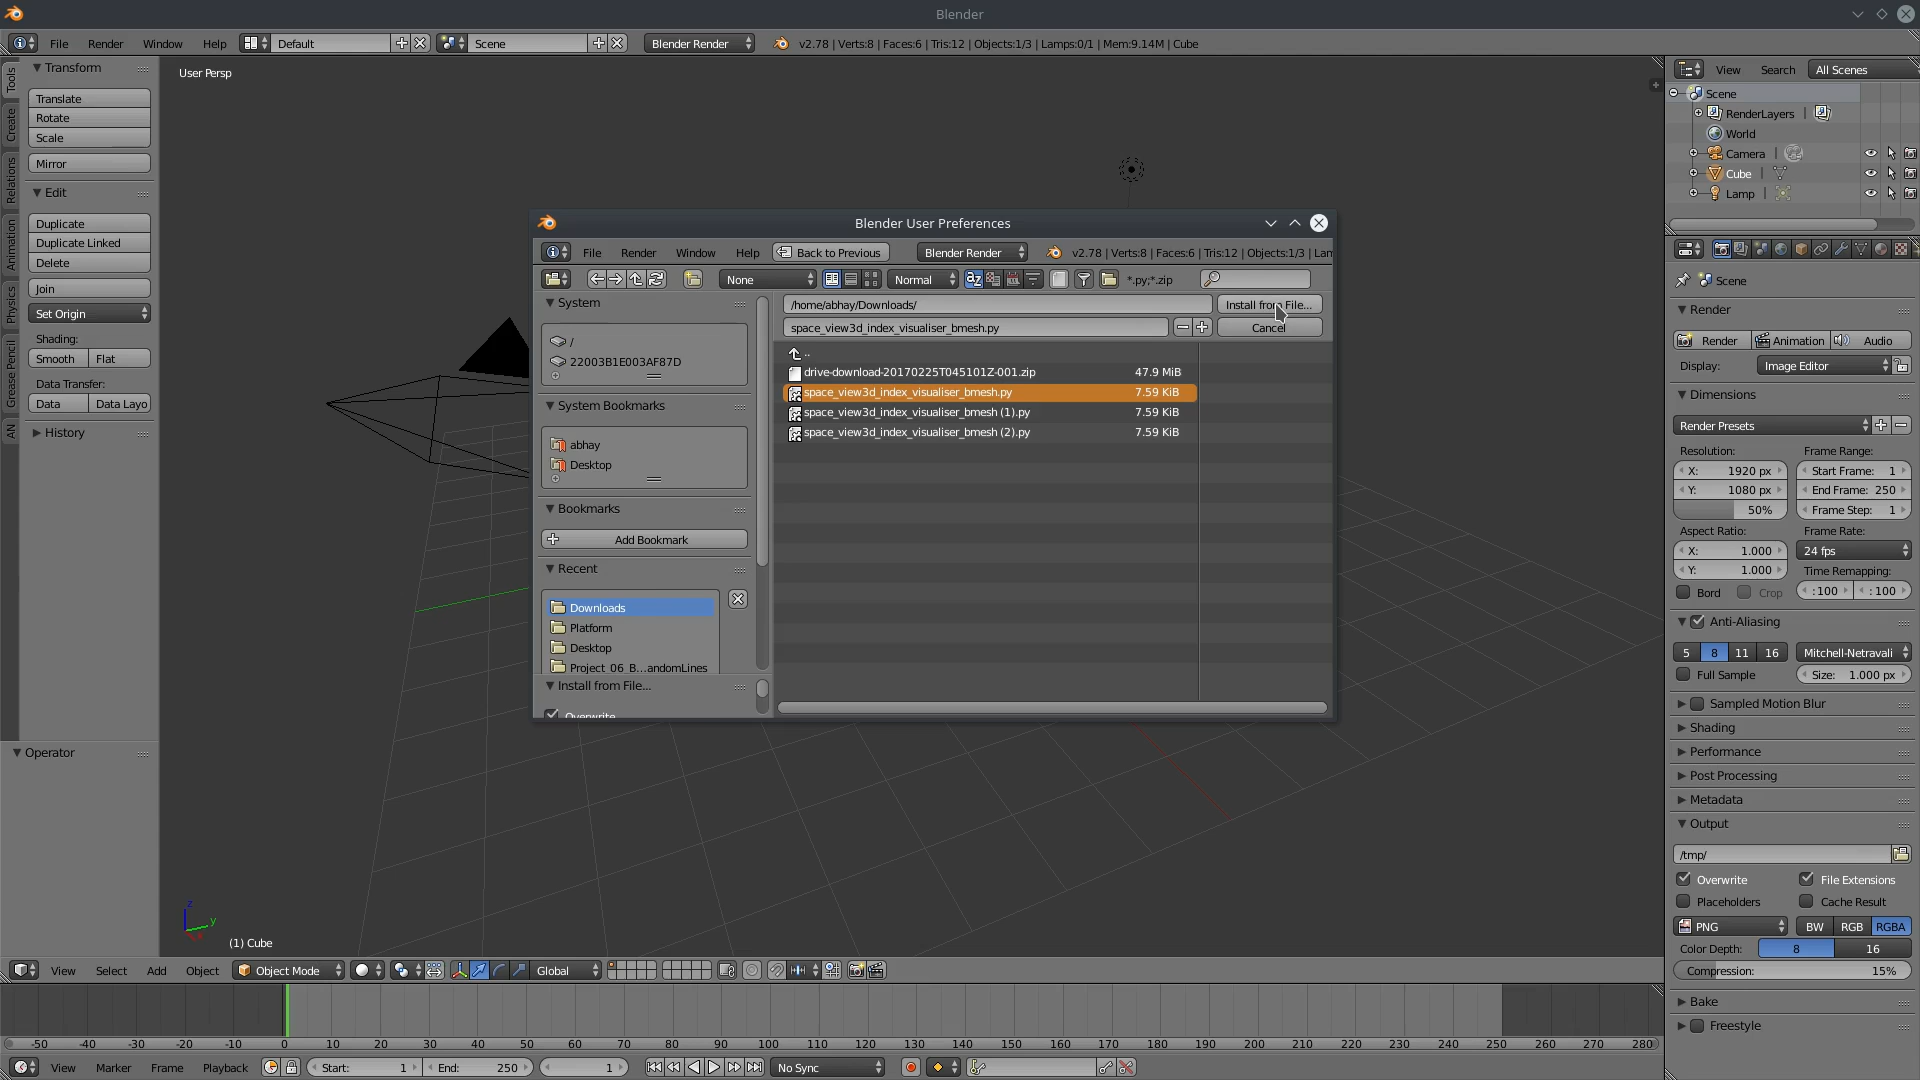 Blender
File Render Window Help Default Scene Blender Render v2.78 | Verts:8 | Faces:6 | Tris:12 | Objects:1/3 | Lamps:0/1 | Mem:9.14M | Cube
Tools
Create
Relations
Animation
Physics
Grease Pencil
AN
Transform
Translate
Rotate
Scale
Mirror
Edit
Duplicate
Duplicate Linked
Delete
Join
Set Origin
Shading:
Smooth Flat
Data Transfer:
Data Data Layo
History
Operator
User Persp
Blender User Preferences
File Render Window Help Back to Previous Blender Render v2.78 | Verts:8 | Faces:6 | Tris:12 | Objects:1/3 | Lan
None Normal *.py;*.zip
System
/
22003B1E003AF87D
System Bookmarks
abhay
Desktop
Bookmarks
Add Bookmark
Recent
Downloads
Platform
Desktop
Project_06_B...andomLines
Install from File...
Overwrite
/home/abhay/Downloads/ Install from File...
space_view3d_index_visualiser_bmesh.py Cancel
..
drive-download-20170225T045101Z-001.zip 47.9 MiB
space_view3d_index_visualiser_bmesh.py 7.59 KiB
space_view3d_index_visualiser_bmesh (1).py 7.59 KiB
space_view3d_index_visualiser_bmesh (2).py 7.59 KiB
z
y
(1) Cube
View Select Add Object Object Mode Global
-50 -40 -30 -20 -10 0 10 20 30 40 50 60 70 80 90 100 110 120 130 140 150 160 170 180 190 200 210 220 230 240 250 260 270 280
View Marker Frame Playback Start: 1 End: 250 1 No Sync
View Search All Scenes
Scene
RenderLayers |
World
Camera |
Cube |
Lamp |
Scene
Render
Render Animation Audio
Display: Image Editor
Dimensions
Render Presets
Resolution: Frame Range:
X: 1920 px Start Frame: 1
Y: 1080 px End Frame: 250
50% Frame Step: 1
Aspect Ratio: Frame Rate:
X: 1.000 24 fps
Y: 1.000 Time Remapping:
Bord Crop :100 : 100
Anti-Aliasing
5 8 11 16 Mitchell-Netravali
Full Sample Size: 1.000 px
Sampled Motion Blur
Shading
Performance
Post Processing
Metadata
Output
/tmp/
Overwrite File Extensions
Placeholders Cache Result
PNG BW RGB RGBA
Color Depth: 8 16
Compression: 15%
Bake
Freestyle